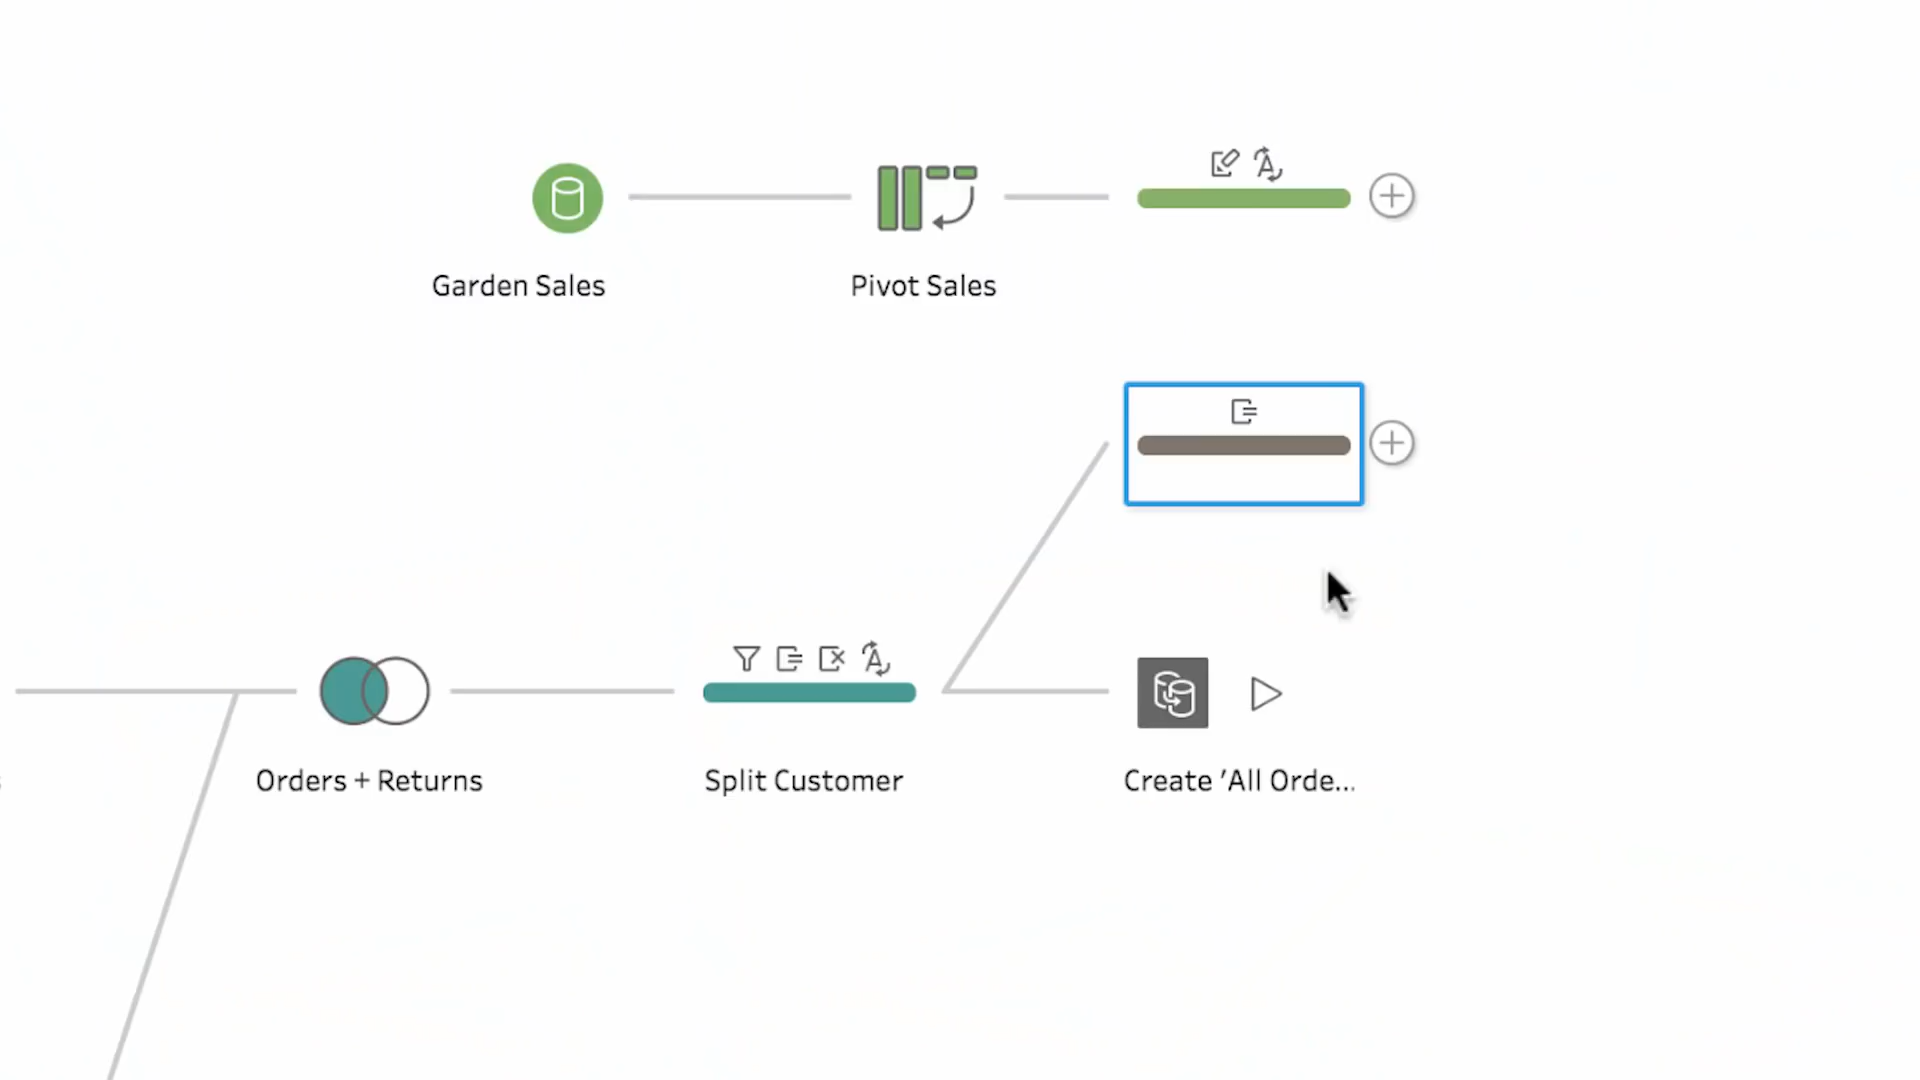 Garden Sales
Pivot Sales
Orders + Returns
Split Customer
Create 'All Orde...